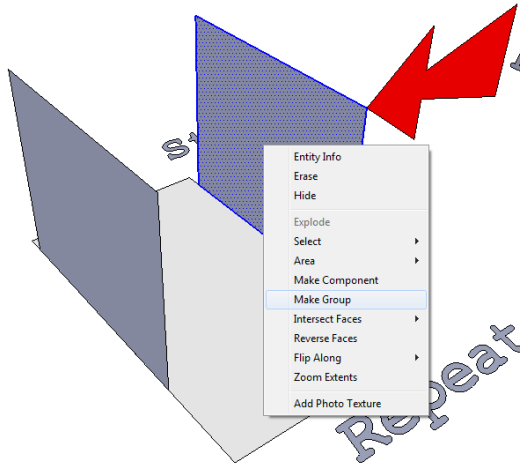 Entity Info
Erase
Hide
Explode
Select
Area
Make Component
Make Group
Intersect Faces
Reverse Faces
Flip Along
Zoom Extents
Add Photo Texture
Repeat